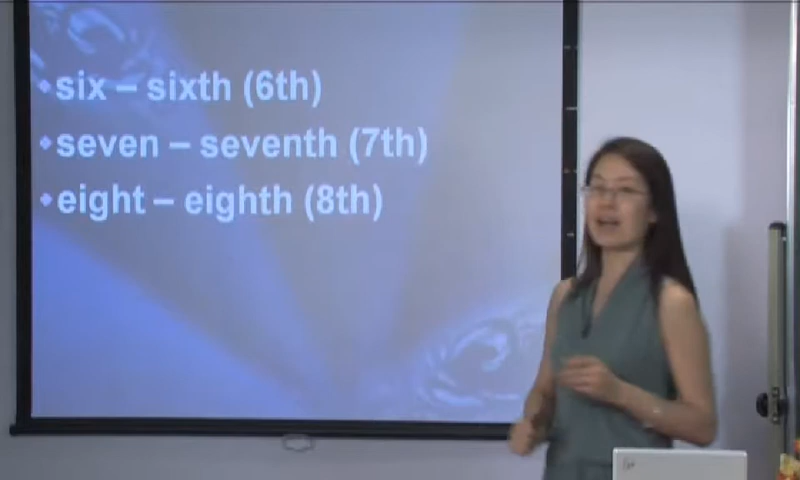 six – sixth (6th)
seven – seventh (7th)
eight – eighth (8th)